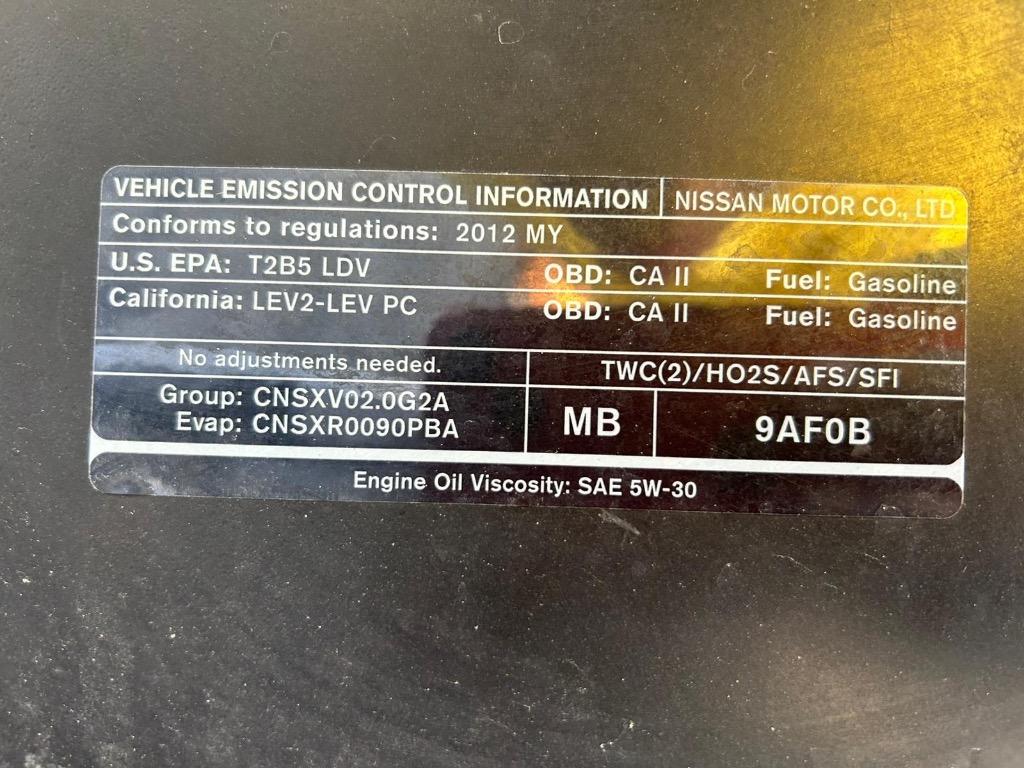 VEHICLE EMISSION CONTROL INFORMATION NISSAN MOTOR CO., LTD
Conforms to regulations: 2012 MY
U.S. EPA: T2B5 LDV OBD: CA II Fuel: Gasoline
California: LEV2-LEV PC OBD: CA II Fuel: Gasoline
No adjustments needed. TWC(2)/HO2S/AFS/SFI
Group: CNSXV02.0G2A
Evap: CNSXR0090PBA
MB 9AF0B
Engine Oil Viscosity: SAE 5W-30